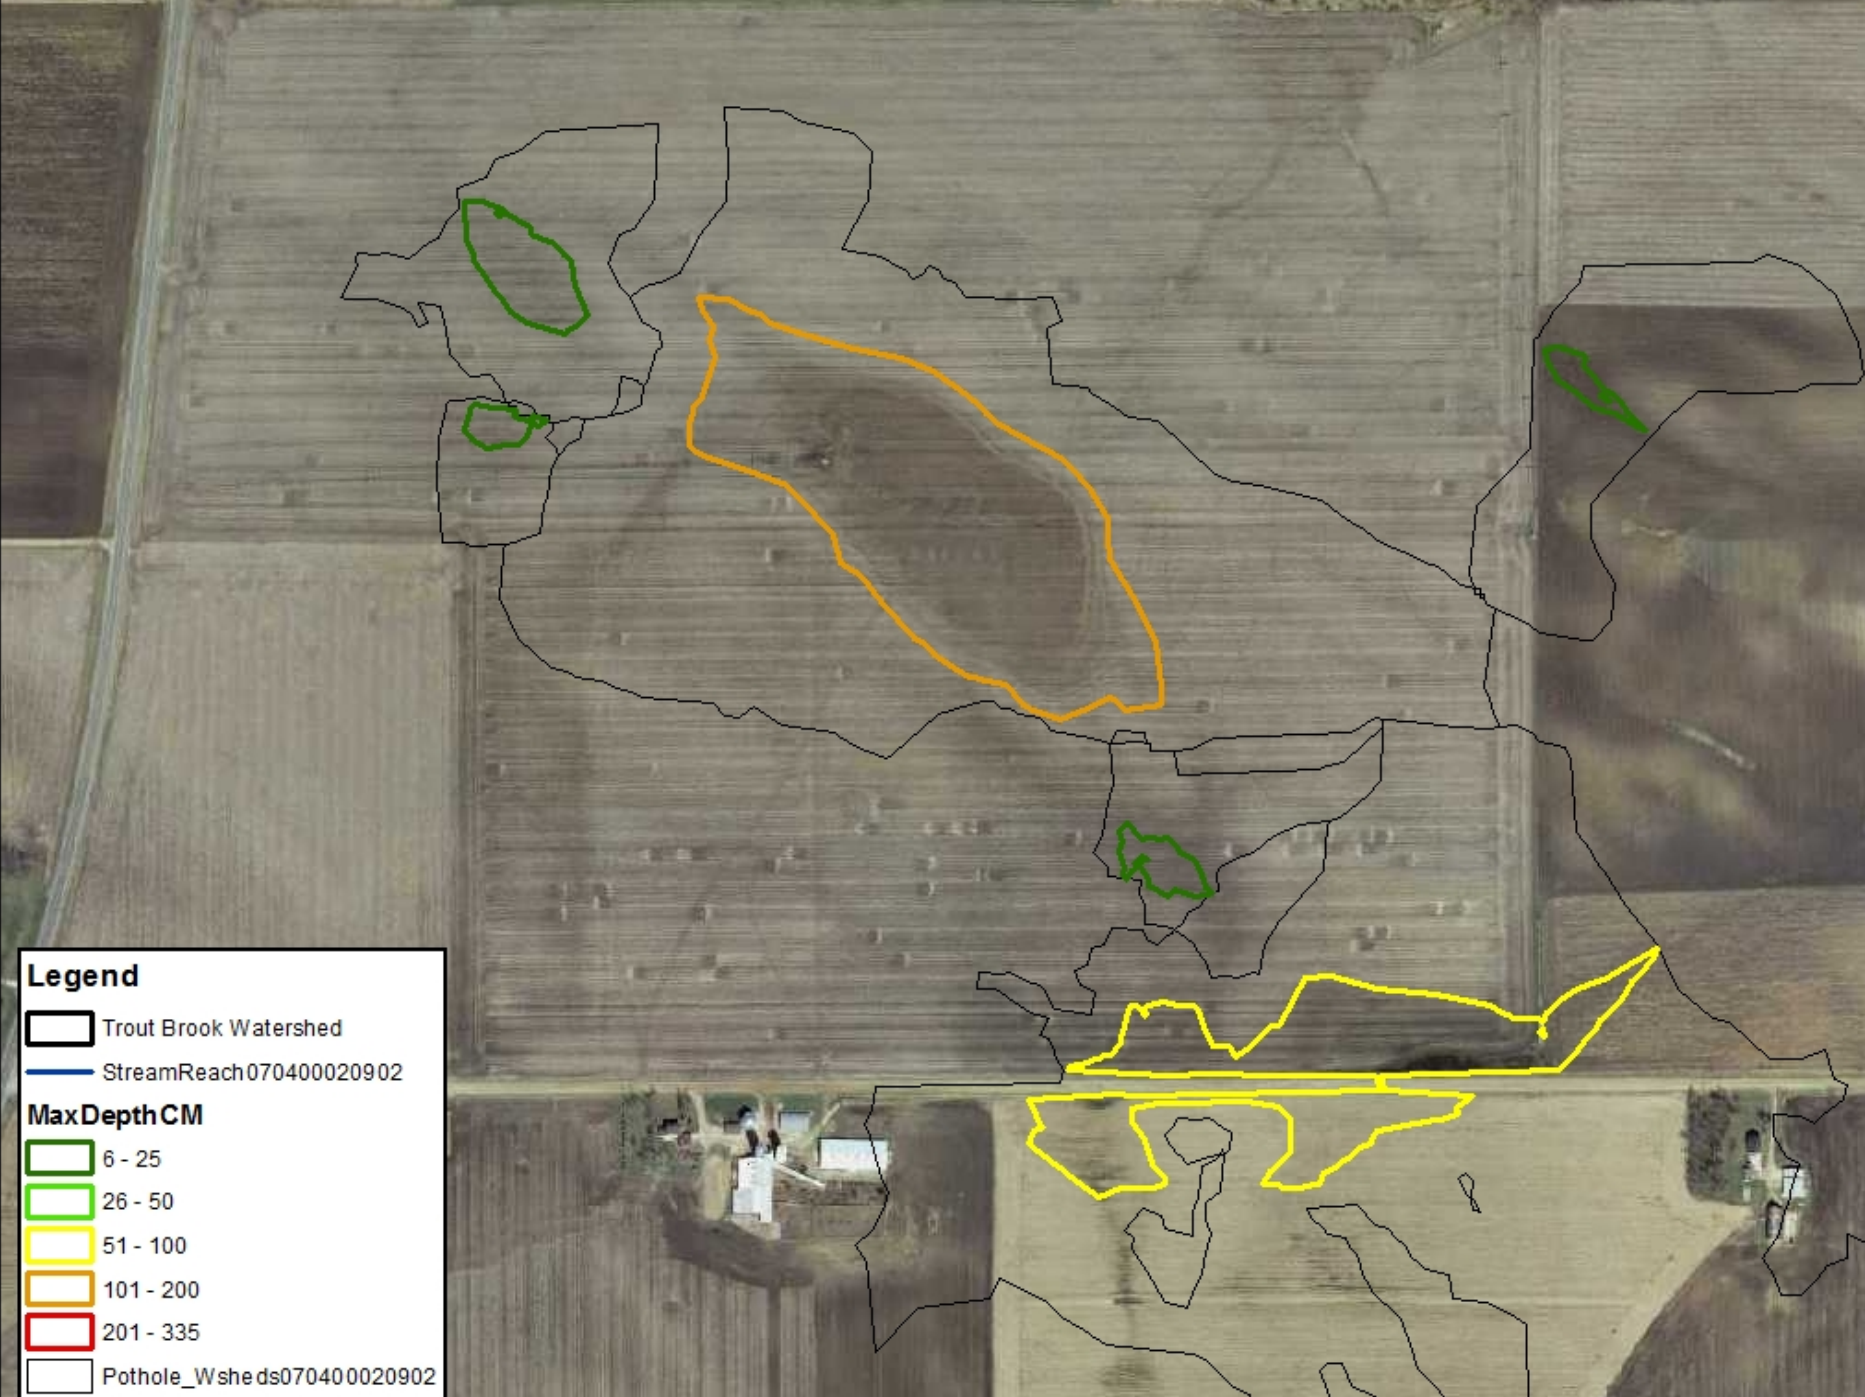 Legend
Trout Brook Watershed
StreamReach070400020902
MaxDepthCM
6 - 25
26 - 50
51 - 100
101 - 200
201 - 335
Pothole_Wsheds070400020902